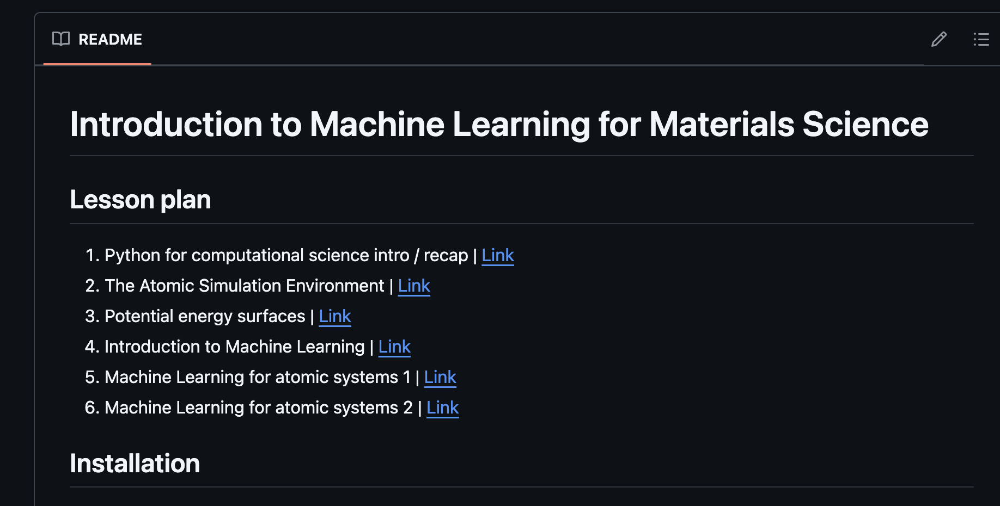 README
Introduction to Machine Learning for Materials Science
Lesson plan
1. Python for computational science intro / recap | Link
2. The Atomic Simulation Environment | Link
3. Potential energy surfaces | Link
4. Introduction to Machine Learning | Link
5. Machine Learning for atomic systems 1 | Link
6. Machine Learning for atomic systems 2 | Link
Installation